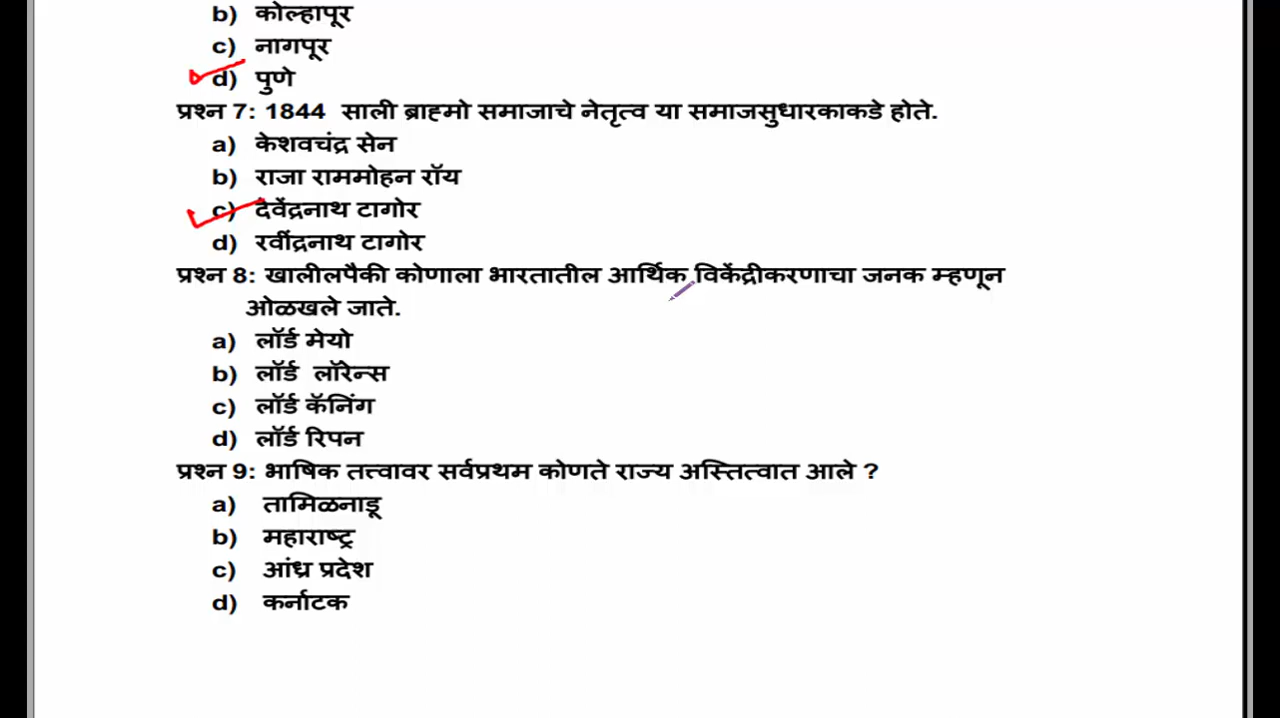 b) कोल्हापूर
c) नागपूर
d) पुणे
प्रश्न 7: 1844 साली ब्राह्मो समाजाचे नेतृत्व या समाजसुधारकाकडे होते.
a) केशवचंद्र सेन
b) राजा राममोहन रॉय
c) देवेंद्रनाथ टागोर
d) रवींद्रनाथ टागोर
प्रश्न 8: खालीलपैकी कोणाला भारतातील आर्थिक विकेंद्रीकरणाचा जनक म्हणून
ओळखले जाते.
a) लॉर्ड मेयो
b) लॉर्ड लॉरेन्स
c) लॉर्ड कॅनिंग
d) लॉर्ड रिपन
प्रश्न 9: भाषिक तत्त्वावर सर्वप्रथम कोणते राज्य अस्तित्वात आले ?
a) तामिळनाडू
b) महाराष्ट्र
c) आंध्र प्रदेश
d) कर्नाटक